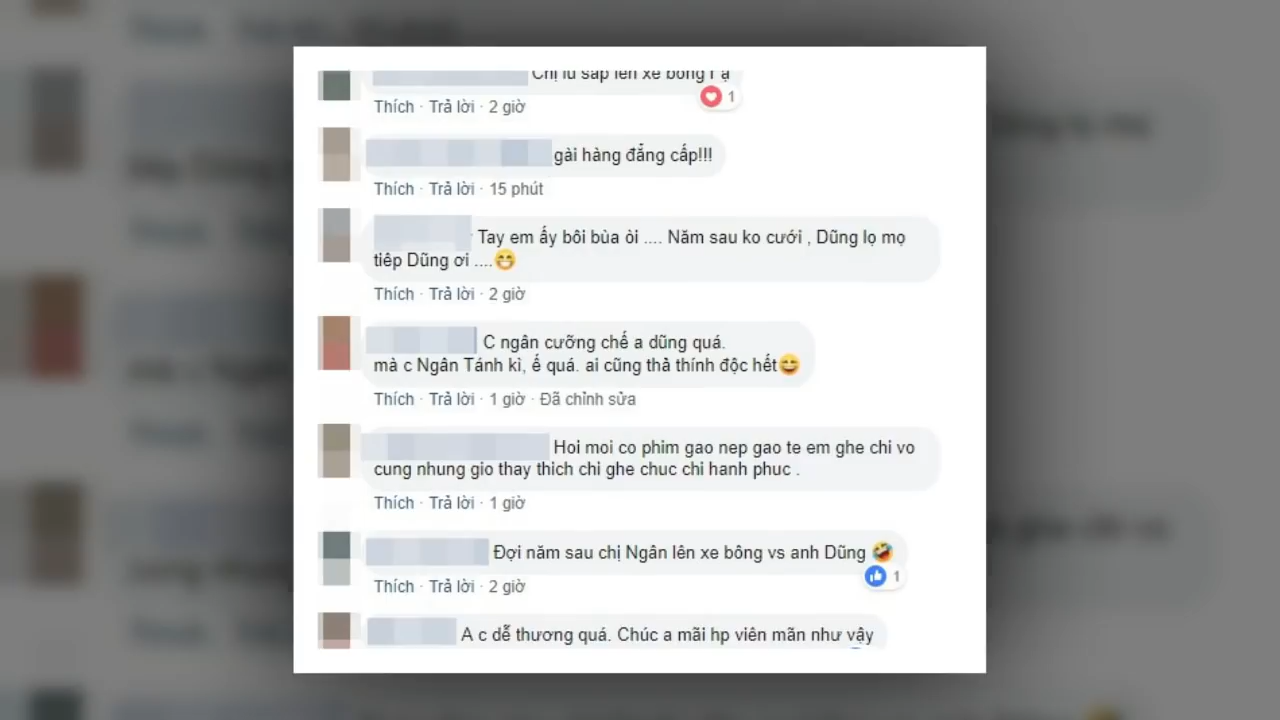 sắp lên xe bông
1
Thích · Trả lời · 2 giờ
gài hàng đẳng cấp!!!
Thích · Trả lời · 15 phút
Tay em ấy bôi bùa òi .... Năm sau ko cưới , Dũng lọ mọ
tiêp Dũng ơi ....😁
Thích · Trả lời · 2 giờ
C ngân cưỡng chế a dũng quá.
mà c Ngân Tánh kì, ế quá. ai cũng thả thính độc hết😄
Thích · Trả lời · 1 giờ · Đã chỉnh sửa
Hoi moi co phim gao nep gao te em ghe chi vo
cung nhung gio thay thich chi ghe chuc chi hanh phuc .
Thích · Trả lời · 1 giờ
Đợi năm sau chị Ngân lên xe bông vs anh Dũng 🤣
1
Thích · Trả lời · 2 giờ
A c dễ thương quá. Chúc a mãi hp viên mãn như vậy